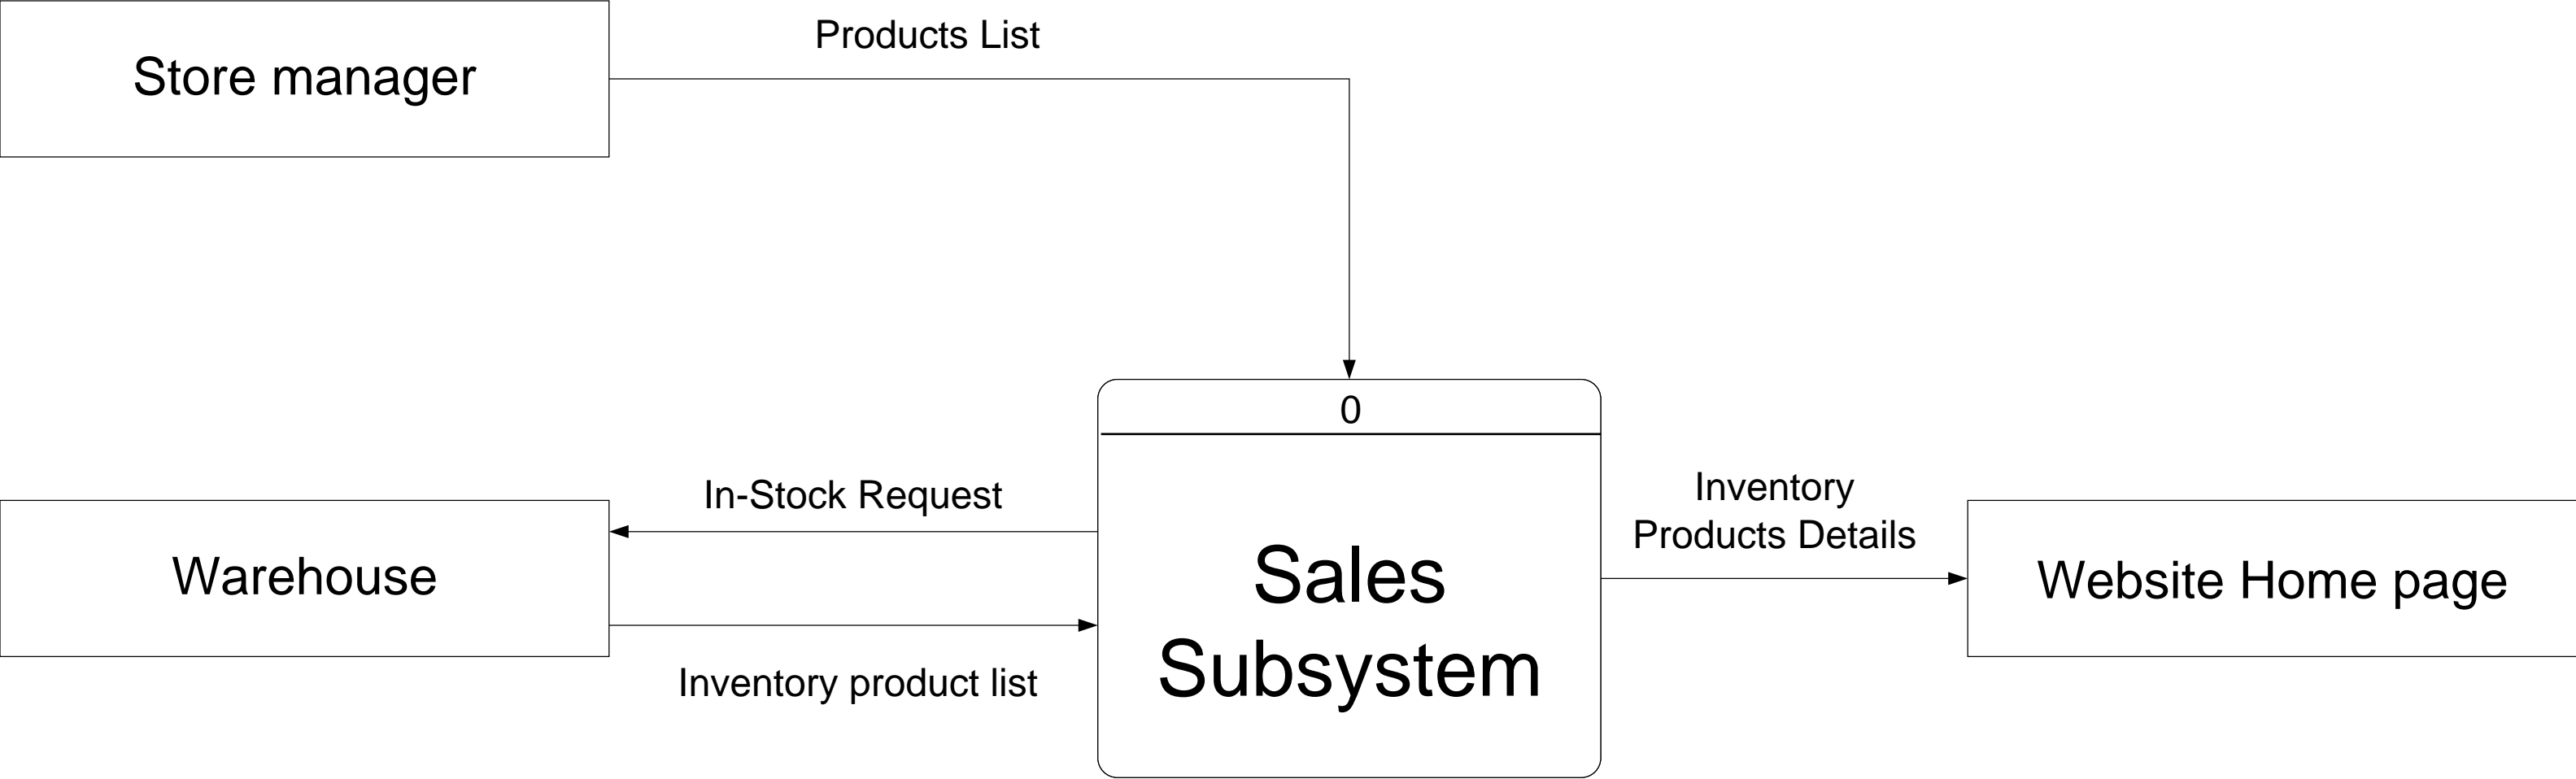 Products List
Store manager
0
In-Stock Request
Inventory
Products Details
Warehouse
Sales
Subsystem
Website Home page
Inventory product list